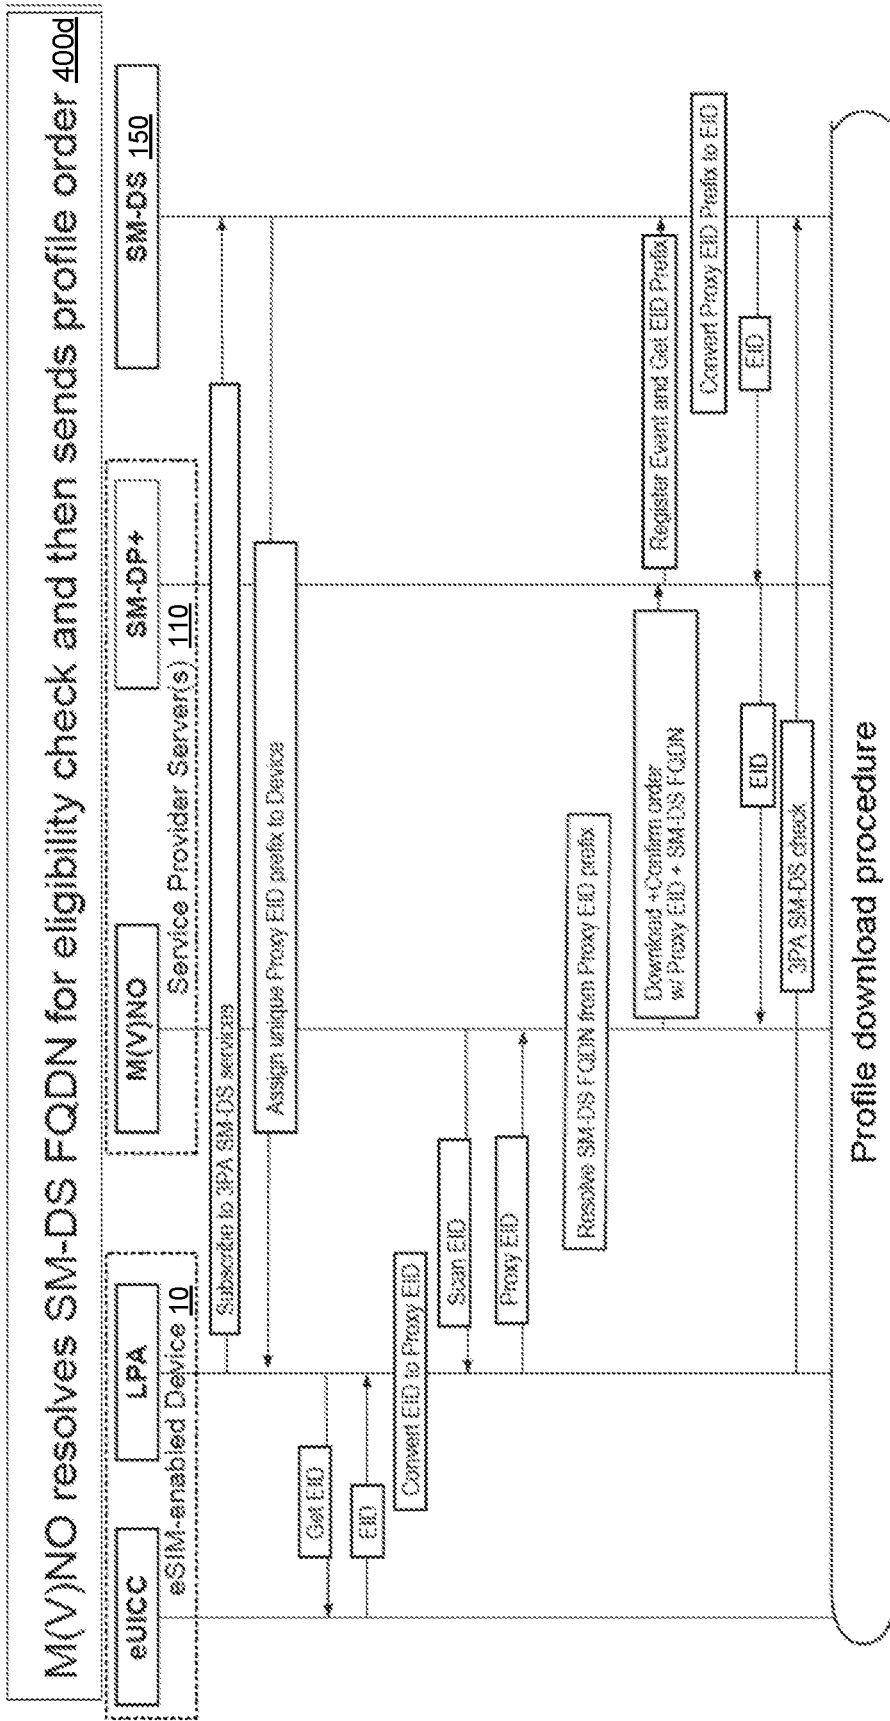 M(V)NO resolves SM-DS FQDN for eligibility check and then sends profile order 400d
eUICC
LPA
eSIM-enabled Device 10
M(V)NO
SM-DP+
Service Provider Server(s) 110
SM-DS 150
Subscribe to 3PA SM-DS services
Assign unique Proxy EID prefix to Device
Get EID
EID
Convert EID to Proxy EID
Scan EID
Proxy EID
Resolve SM-DS FQDN from Proxy EID prefix
Download +Confirm order
w/ Proxy EID + SM-DS FQDN
Register Event and Get EID Prefix
Convert Proxy EID Prefix to EID
EID
EID
3PA SM-DS check
Profile download procedure